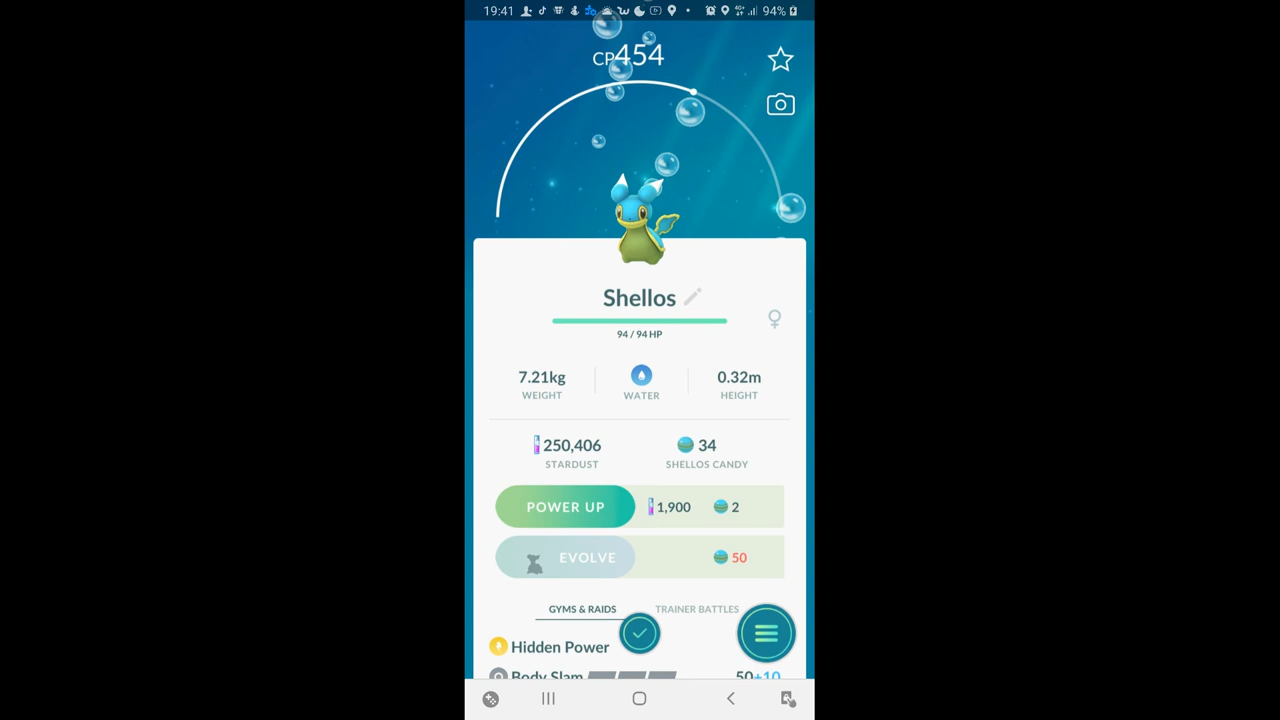 19:41 4G+ 94%
CP454
Shellos
94 / 94 HP
7.21kg 0.32m
WEIGHT WATER HEIGHT
250,406 34
STARDUST SHELLOS CANDY
POWER UP 1,900 2
EVOLVE 50
GYMS & RAIDS TRAINER BATTLES
Hidden Power
Body Slam 50+10